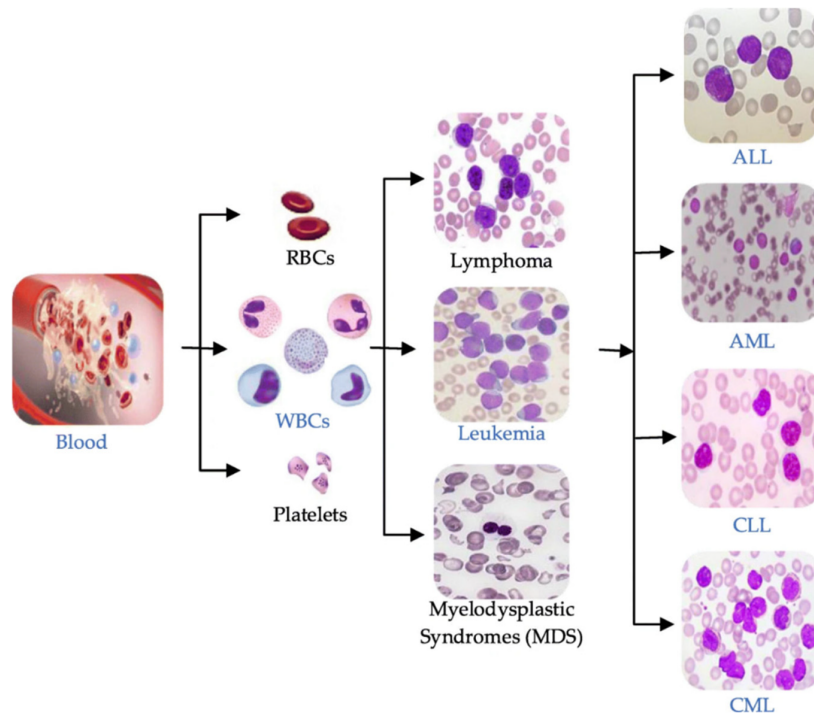 Blood
RBCs
WBCs
Platelets
Lymphoma
Leukemia
Myelodysplastic
Syndromes (MDS)
ALL
AML
CLL
CML